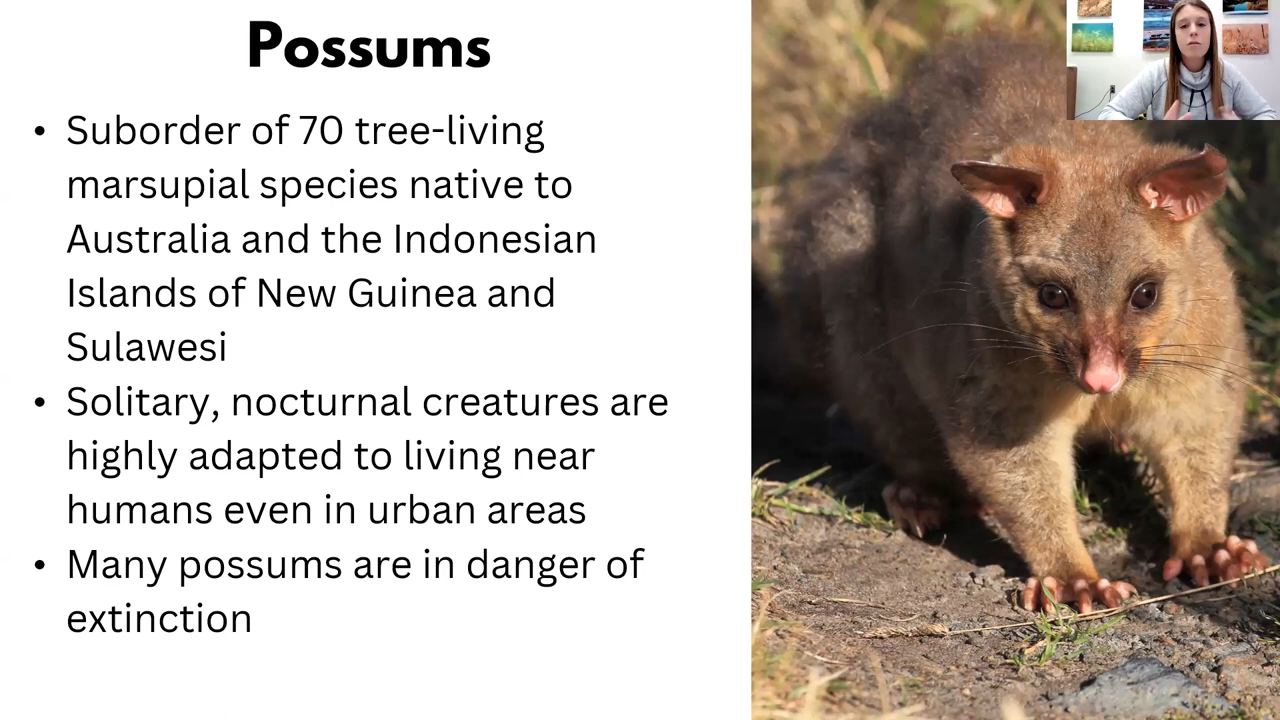 Possums
• Suborder of 70 tree-living
marsupial species native to
Australia and the Indonesian
Islands of New Guinea and
Sulawesi
• Solitary, nocturnal creatures are
highly adapted to living near
humans even in urban areas
• Many possums are in danger of
extinction